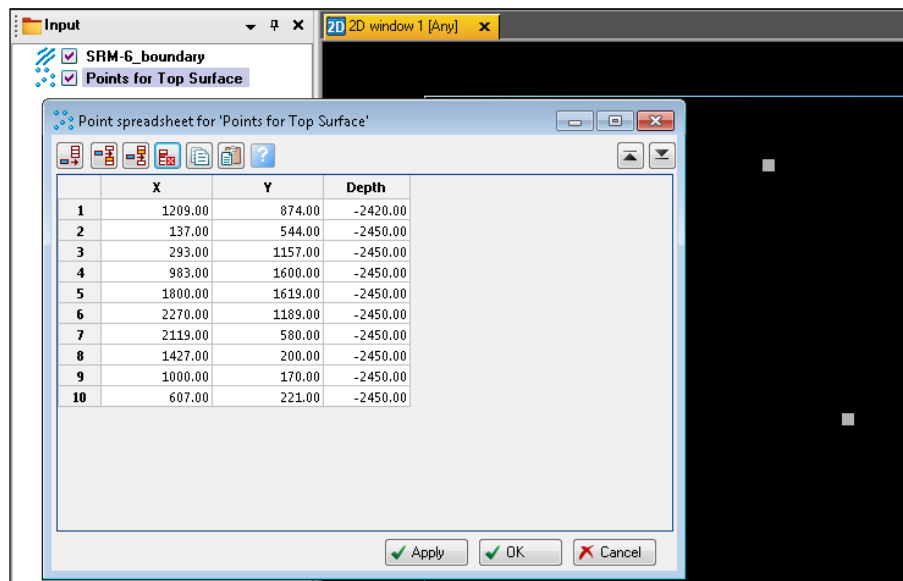 Input
2D 2D window 1 [Any]
SRM-6_boundary
Points for Top Surface
Point spreadsheet for 'Points for Top Surface'
?
X Y Depth
1 1209.00 874.00 -2420.00
2 137.00 544.00 -2450.00
3 293.00 1157.00 -2450.00
4 983.00 1600.00 -2450.00
5 1800.00 1619.00 -2450.00
6 2270.00 1189.00 -2450.00
7 2119.00 580.00 -2450.00
8 1427.00 200.00 -2450.00
9 1000.00 170.00 -2450.00
10 607.00 221.00 -2450.00
Apply OK Cancel